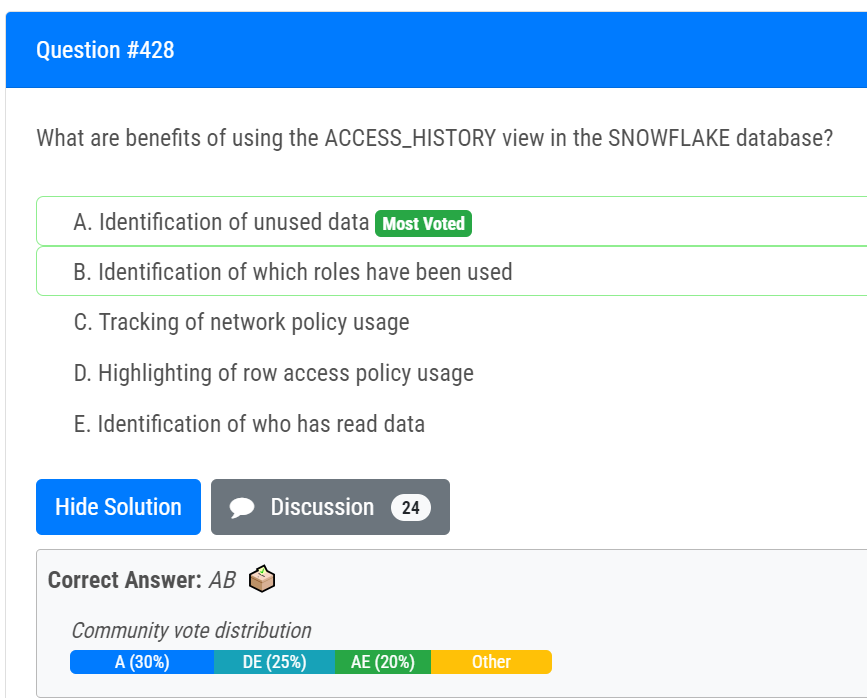 Question #428
What are benefits of using the ACCESS_HISTORY view in the SNOWFLAKE database?
A. Identification of unused data Most Voted
B. Identification of which roles have been used
C. Tracking of network policy usage
D. Highlighting of row access policy usage
E. Identification of who has read data
Hide Solution Discussion 24
Correct Answer: AB
Community vote distribution
A (30%) DE (25%) AE (20%) Other